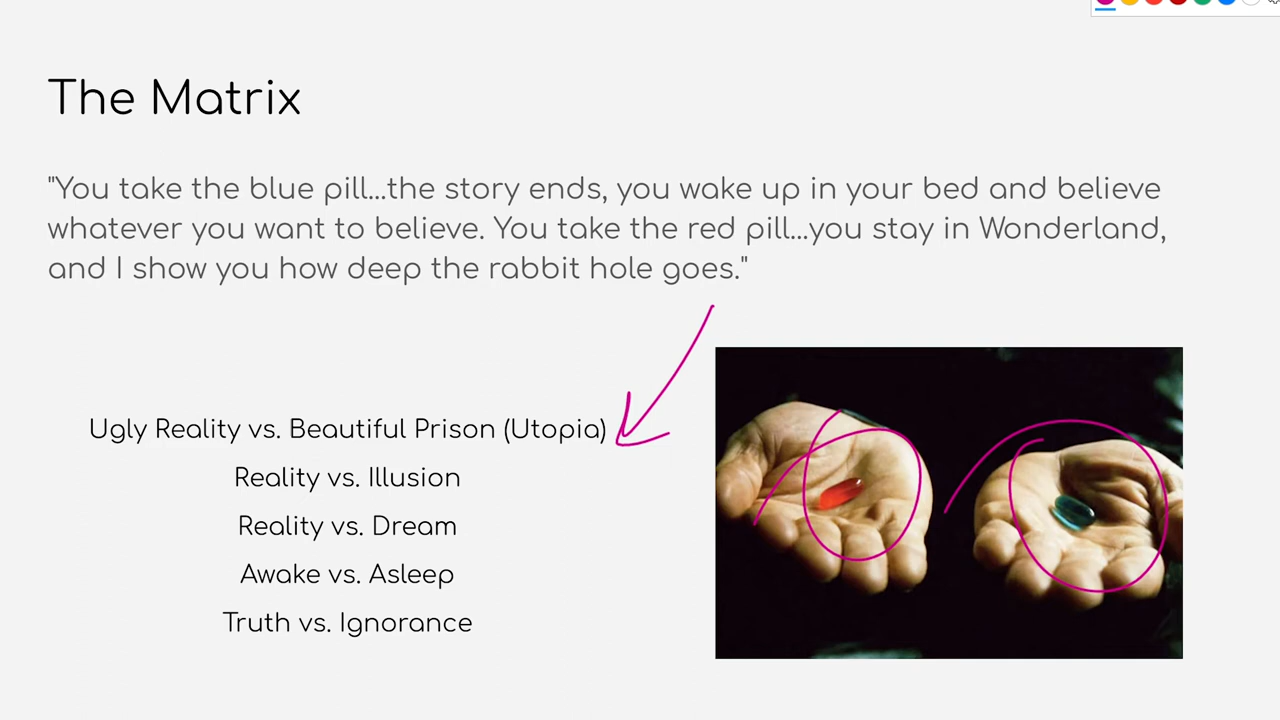 The Matrix
"You take the blue pill...the story ends, you wake up in your bed and believe
whatever you want to believe. You take the red pill...you stay in Wonderland,
and I show you how deep the rabbit hole goes."
Ugly Reality vs. Beautiful Prison (Utopia)
Reality vs. Illusion
Reality vs. Dream
Awake vs. Asleep
Truth vs. Ignorance